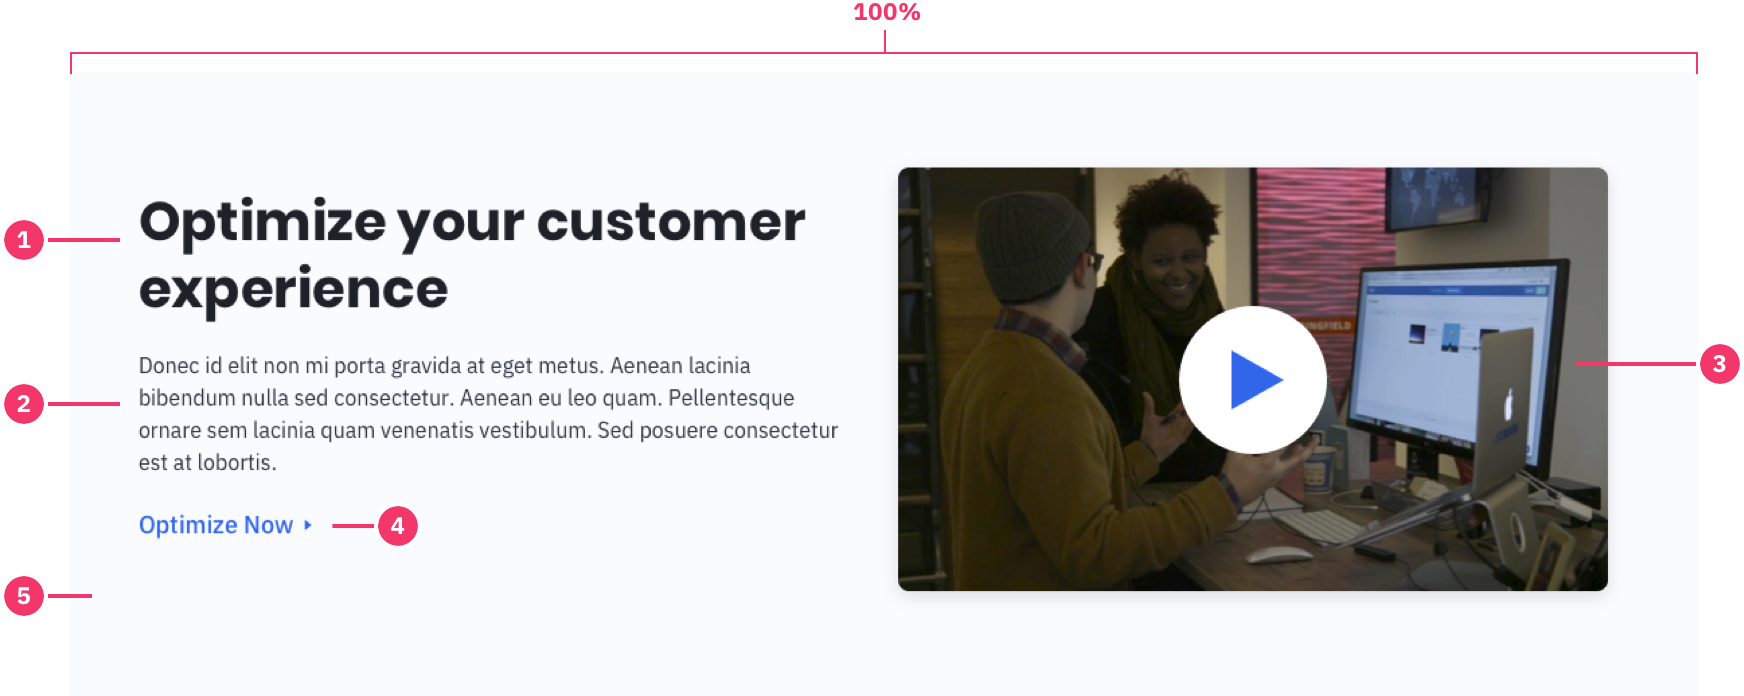 100%
1
Optimize your customer
experience
2
Donec id elit non mi porta gravida at eget metus. Aenean lacinia
bibendum nulla sed consectetur. Aenean eu leo quam. Pellentesque
ornare sem lacinia quam venenatis vestibulum. Sed posuere consectetur
est at lobortis.
Optimize Now
4
5
NGFIELD
3